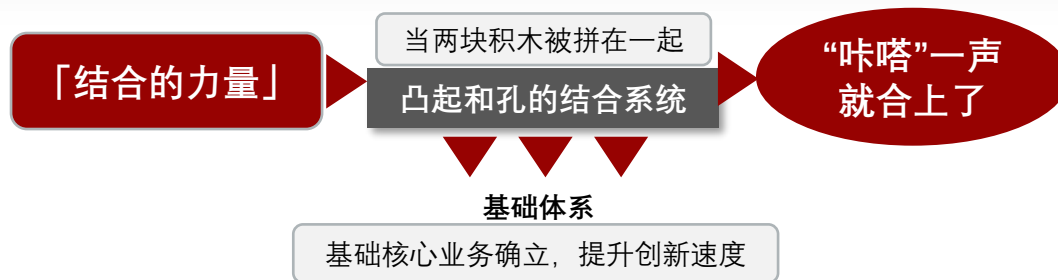 「结合的力量」
当两块积木被拼在一起
凸起和孔的结合系统
“咔嗒”一声
就合上了
基础体系
基础核心业务确立，提升创新速度